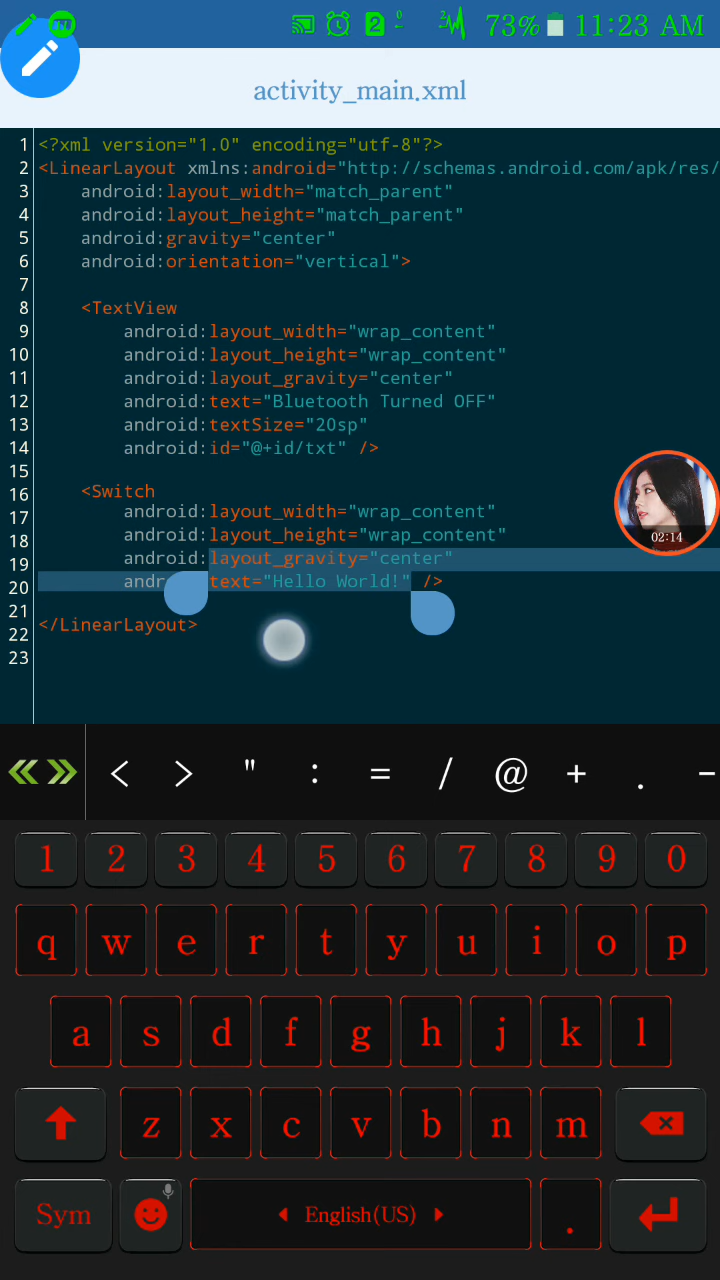 2 0 2 73% 11:23 AM
activity_main.xml
1 <?xml version="1.0" encoding="utf-8"?>
2 <LinearLayout xmlns:android="http://schemas.android.com/apk/res/
3 android:layout_width="match_parent"
4 android:layout_height="match_parent"
5 android:gravity="center"
6 android:orientation="vertical">
7
8 <TextView
9 android:layout_width="wrap_content"
10 android:layout_height="wrap_content"
11 android:layout_gravity="center"
12 android:text="Bluetooth Turned OFF"
13 android:textSize="20sp"
14 android:id="@+id/txt" />
15
16 <Switch
17 android:layout_width="wrap_content"
18 android:layout_height="wrap_content"
19 android:layout_gravity="center"
20 andr text="Hello World!" />
21
22 </LinearLayout>
23
02:14
< > " : = / @ + . -
1 2 3 4 5 6 7 8 9 0
q w e r t y u i o p
a s d f g h j k l
z x c v b n m
Sym English(US) .